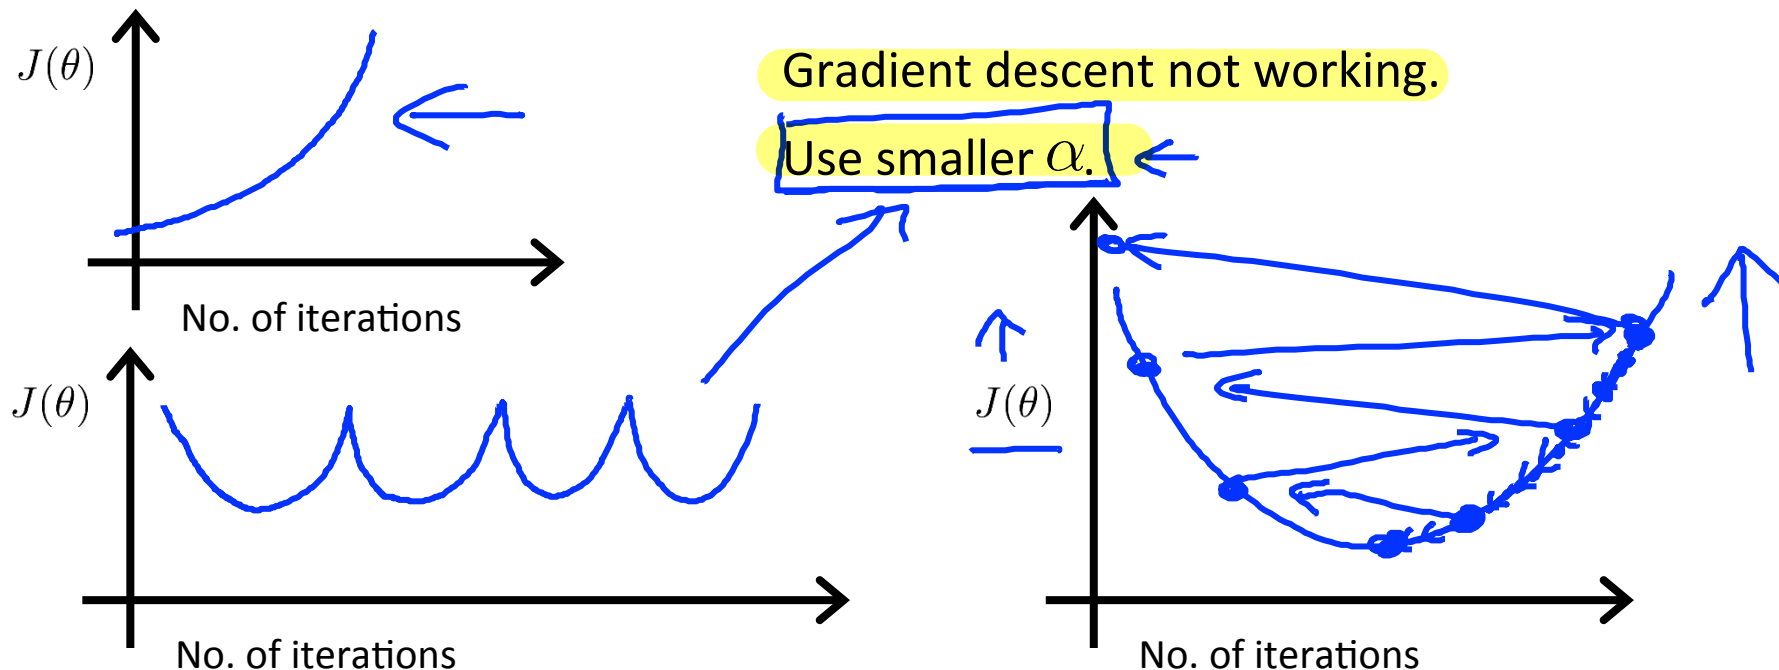 J(θ)
No. of iterations
Gradient descent not working.
Use smaller α.
J(θ)
No. of iterations
J(θ)
No. of iterations